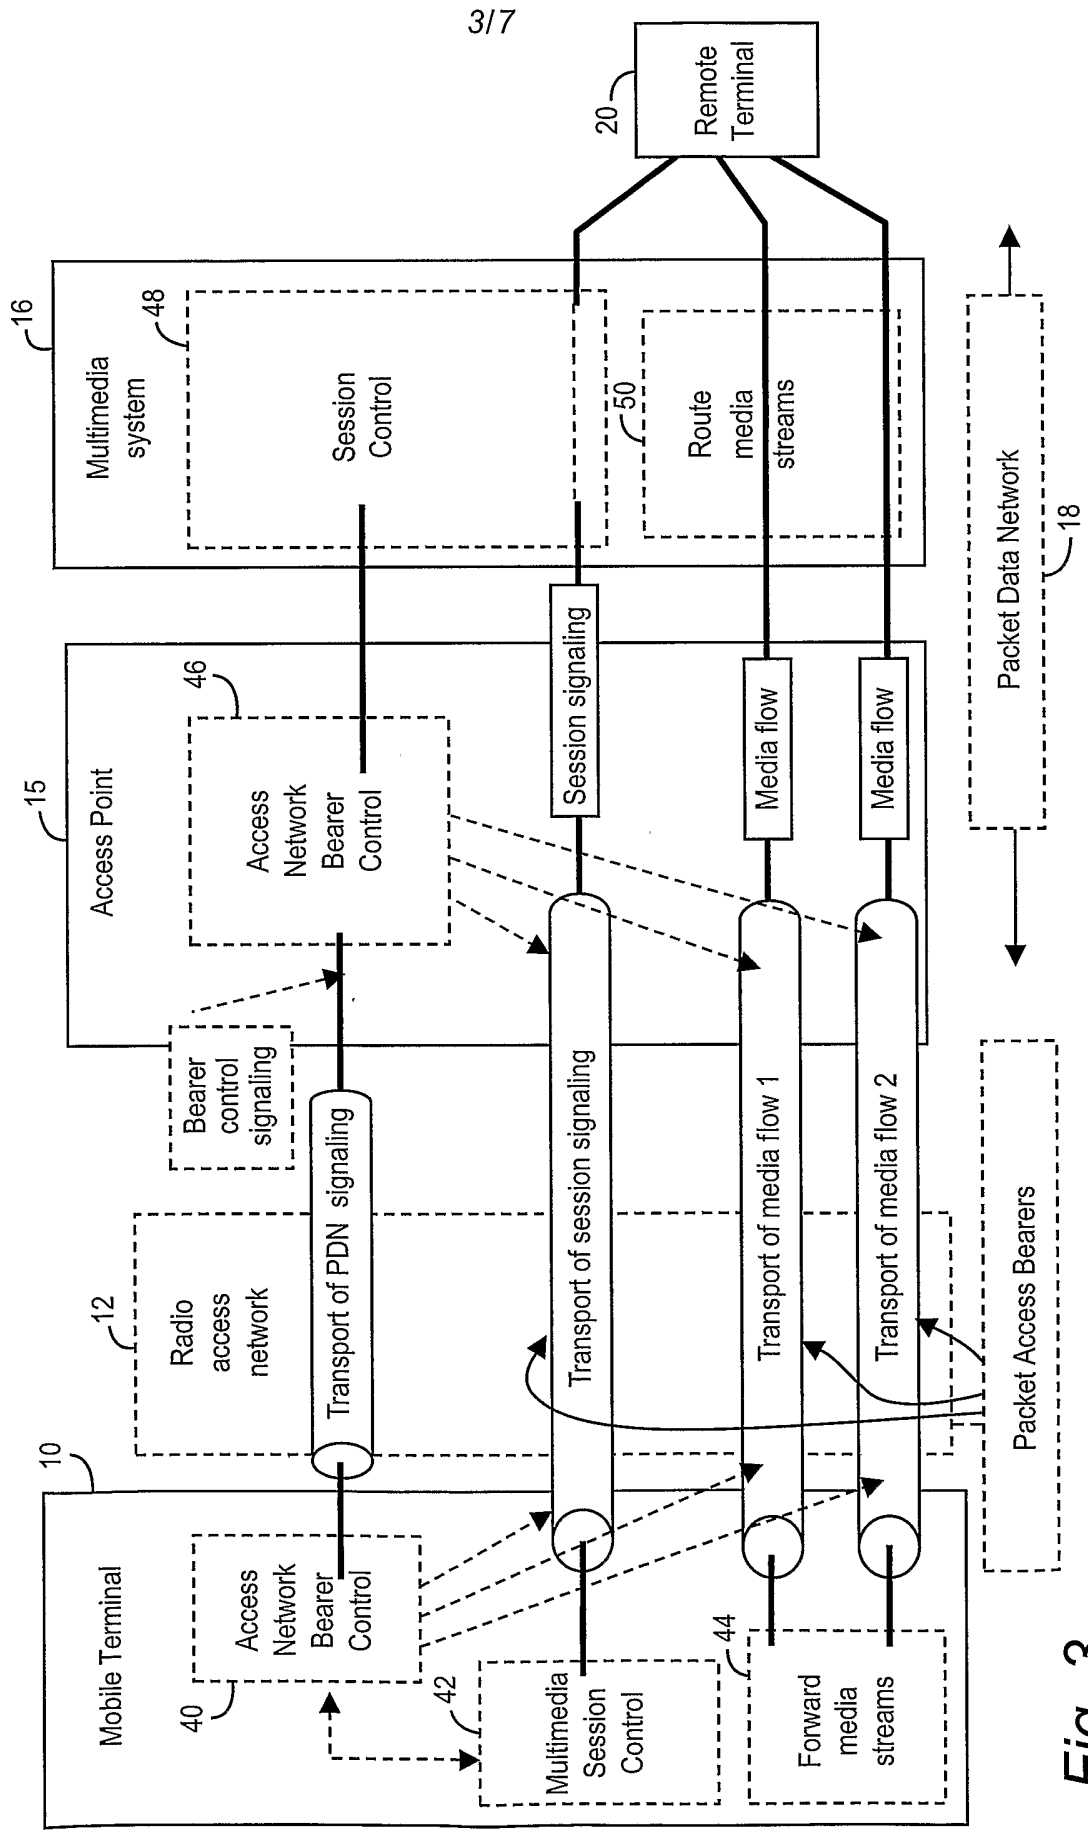 3/7
Mobile Terminal
10
Access
Network
Bearer
Control
40
Multimedia
Session
Control
42
Forward
media
streams
44
Radio
access
network
12
Transport of PDN signaling
Bearer
control
signaling
Transport of session signaling
Transport of media flow 1
Transport of media flow 2
Packet Access Bearers
Access Point
15
Access
Network
Bearer
Control
46
Session signaling
Media flow
Media flow
Multimedia
system
16
Session
Control
48
Route
media
streams
50
Packet Data Network
18
Remote
Terminal
20
Fig. 3